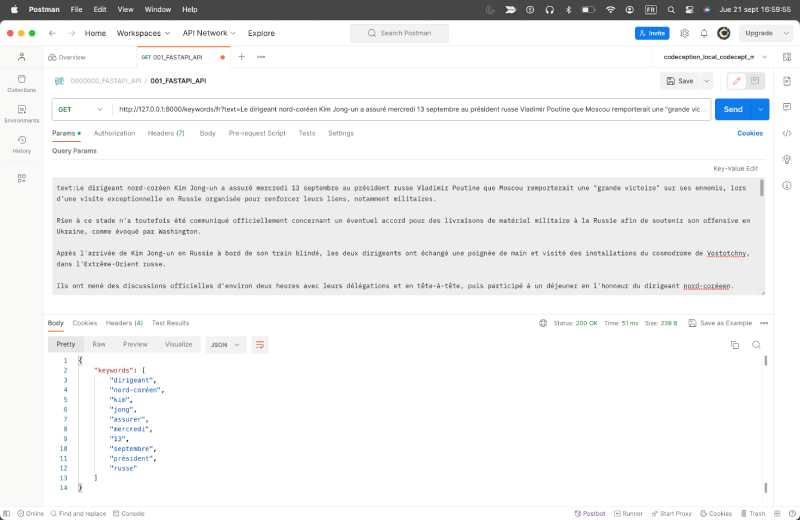 Postman File Edit View Window Help FR Jue 21 sept 16:59:55
Home Workspaces API Network Explore Search Postman Invite Upgrade
Overview GET 001_FASTAPI_API codeception_local_codecept_n
0000000_FASTAPI_API / 001_FASTAPI_API Save
GET http://127.0.0.1:8000/keywords/fr?text=Le dirigeant nord-coréen Kim Jong-un a assuré mercredi 13 septembre au président russe Vladimir Poutine que Moscou remporterait une "grande vic... Send
Params Authorization Headers (7) Body Pre-request Script Tests Settings Cookies
Query Params
Key-Value Edit
text:Le dirigeant nord-coréen Kim Jong-un a assuré mercredi 13 septembre au président russe Vladimir Poutine que Moscou remporterait une "grande victoire" sur ses ennemis, lors
d'une visite exceptionnelle en Russie organisée pour renforcer leurs liens, notamment militaires.
Rien à ce stade n'a toutefois été communiqué officiellement concernant un éventuel accord pour des livraisons de matériel militaire à la Russie afin de soutenir son offensive en
Ukraine, comme évoqué par Washington.
Après l'arrivée de Kim Jong-un en Russie à bord de son train blindé, les deux dirigeants ont échangé une poignée de main et visité des installations du cosmodrome de Vostotchny,
dans l'Extrême-Orient russe.
Ils ont mené des discussions officielles d'environ deux heures avec leurs délégations et en tête-à-tête, puis participé à un déjeuner en l'honneur du dirigeant nord-coréeen.
Collections
Environments
History
Body Cookies Headers (4) Test Results Status: 200 OK Time: 51 ms Size: 239 B Save as Example
Pretty Raw Preview Visualize JSON
1 {
2 "keywords": [
3 "dirigeant",
4 "nord-coréen",
5 "kim",
6 "jong",
7 "assurer",
8 "mercredi",
9 "13",
10 "septembre",
11 "président",
12 "russe"
13 ]
14 }
Online Find and replace Console Postbot Runner Start Proxy Cookies Trash